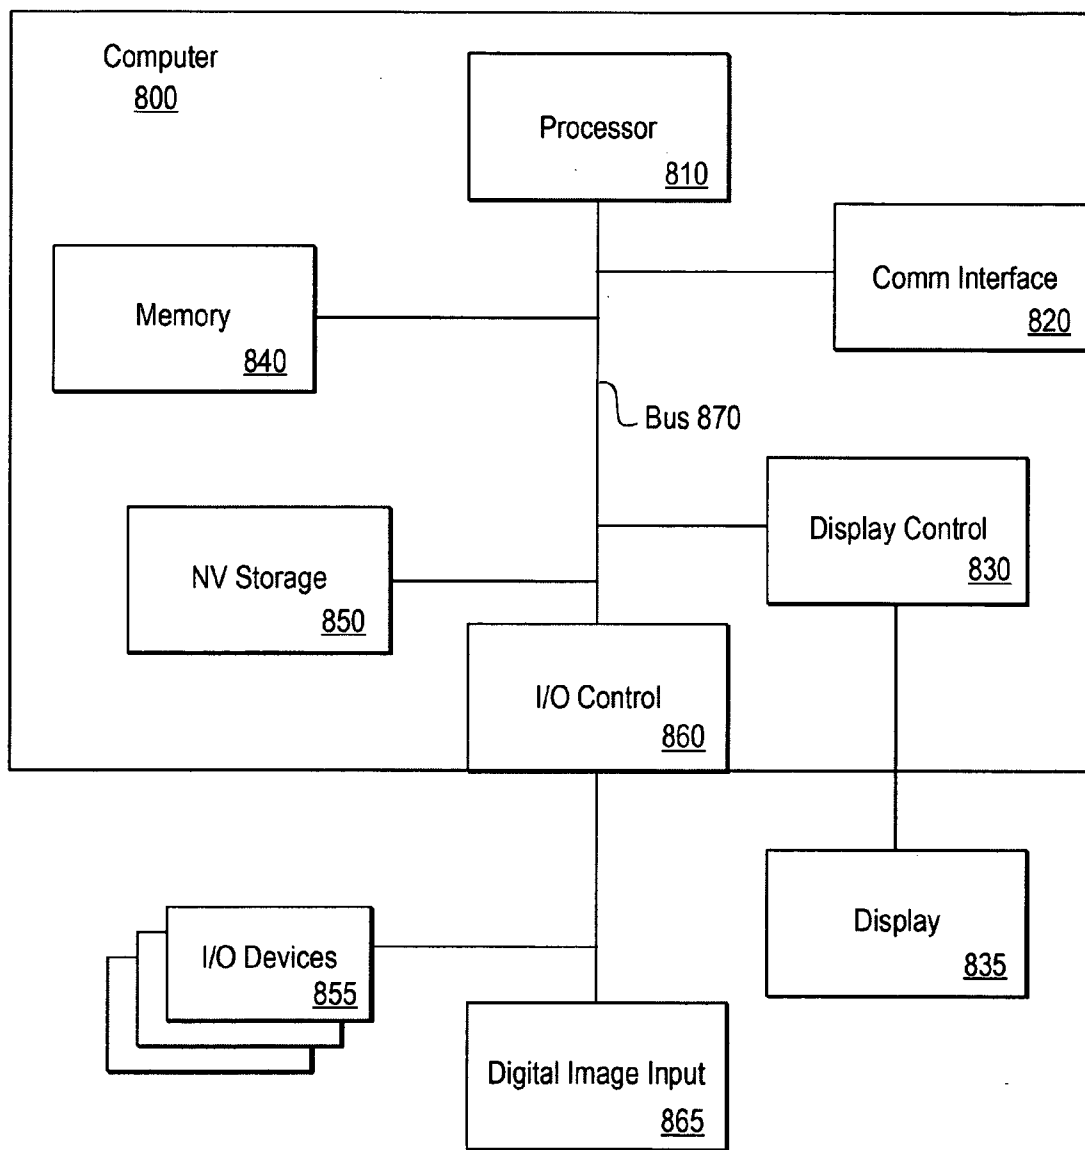 Computer
800
Processor
810
Comm Interface
820
Memory
840
Bus 870
Display Control
830
NV Storage
850
I/O Control
860
Display
835
I/O Devices
855
Digital Image Input
865